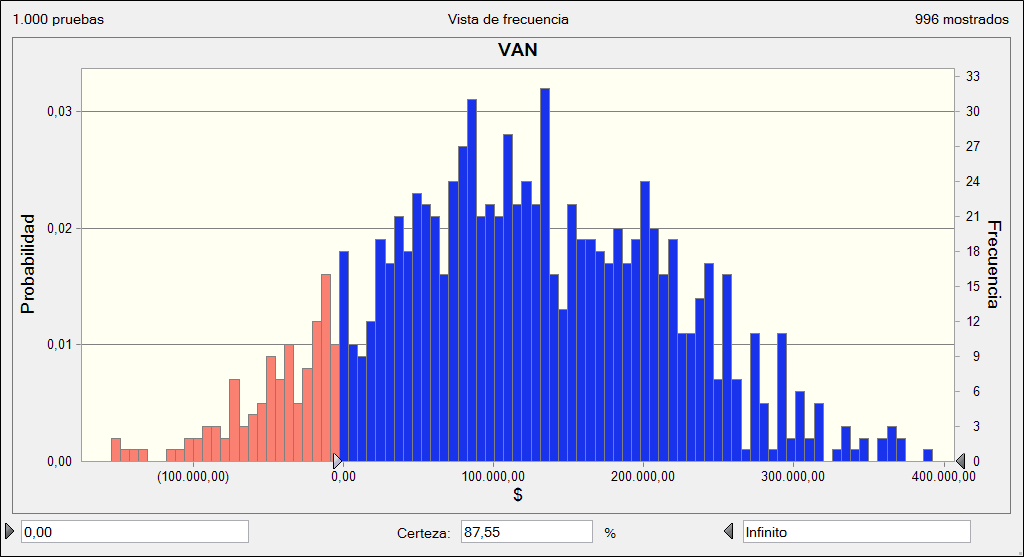 1.000 pruebas Vista de frecuencia 996 mostrados
VAN
Probabilidad
0,03
0,02
0,01
0,00
33
30
27
24
21
18
15
12
9
6
3
0
Frecuencia
(100.000,00) 0,00 100.000,00 200.000,00 300.000,00 400.000,00
$
0,00 Certeza: 87,55 % Infinito